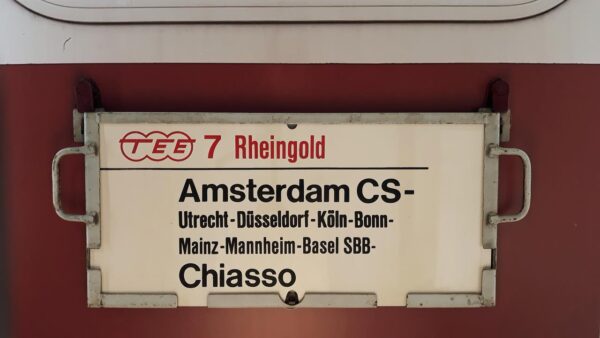 TEE 7 Rheingold
Amsterdam CS-
Utrecht-Düsseldorf-Köln-Bonn-
Mainz-Mannheim-Basel SBB-
Chiasso